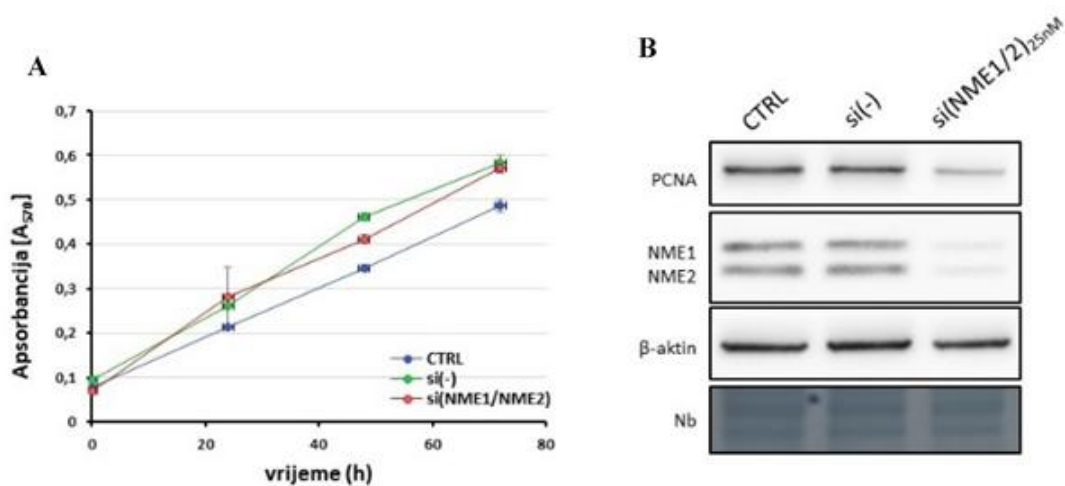 A
Apsorbancija [A₅₇₀]
0,7
0,6
0,5
0,4
0,3
0,2
0,1
0
0
20
40
60
80
vrijeme (h)
CTRL
si(-)
si(NME1/NME2)
B
CTRL
si(-)
si(NME1/2)25nM
PCNA
NME1
NME2
β-aktin
Nb